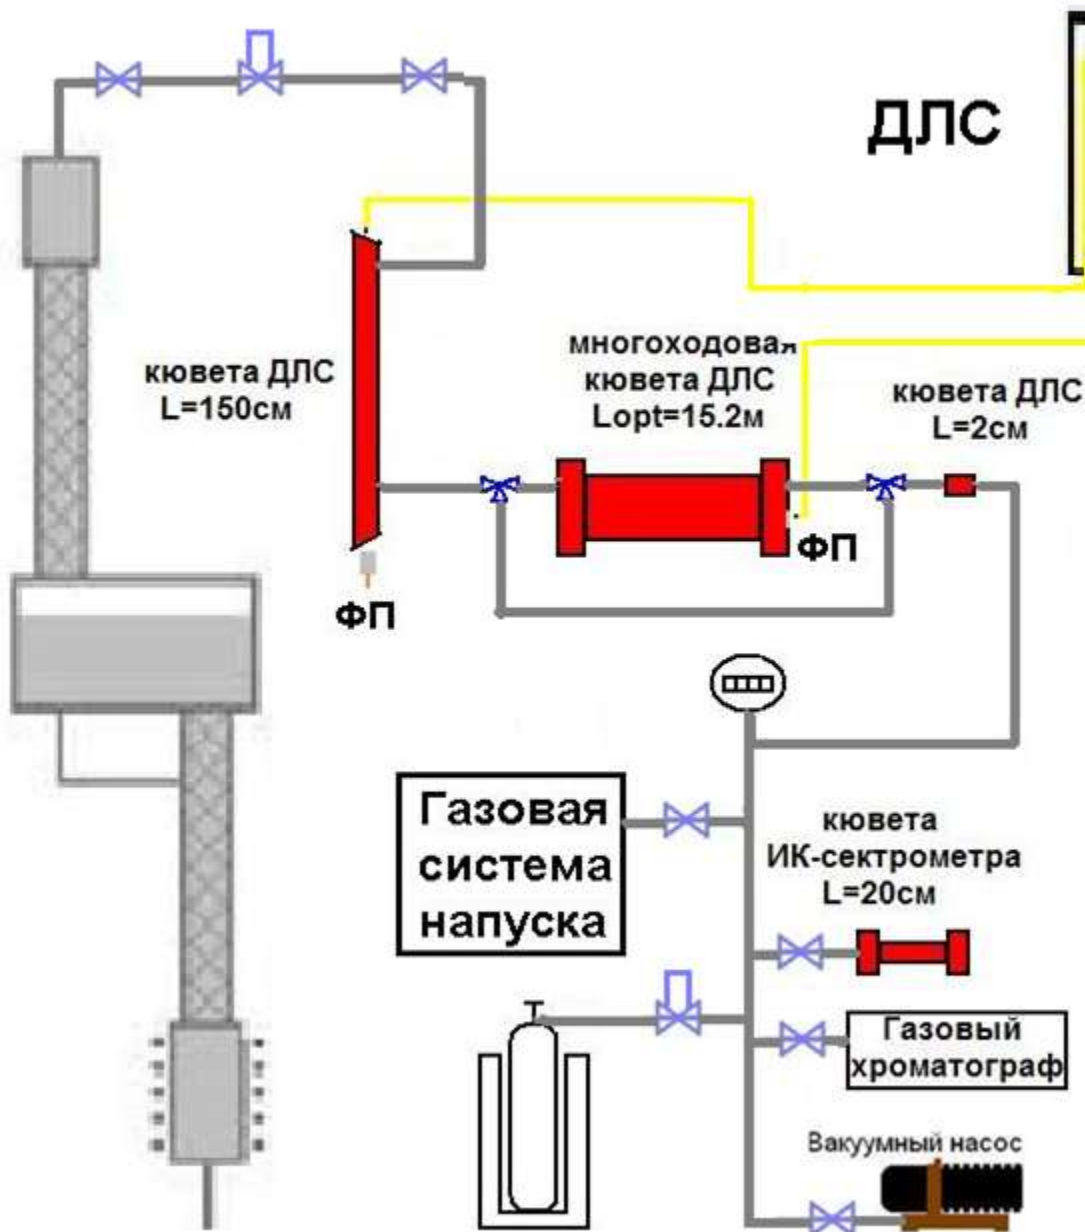 ДЛС
кювета ДЛС
L=150см
многоходовая
кювета ДЛС
Lopt=15.2м
кювета ДЛС
L=2см
ФП
ФП
Газовая
система
напуска
кювета
ИК-сектрометра
L=20см
Газовый
хроматограф
Вакуумный насос